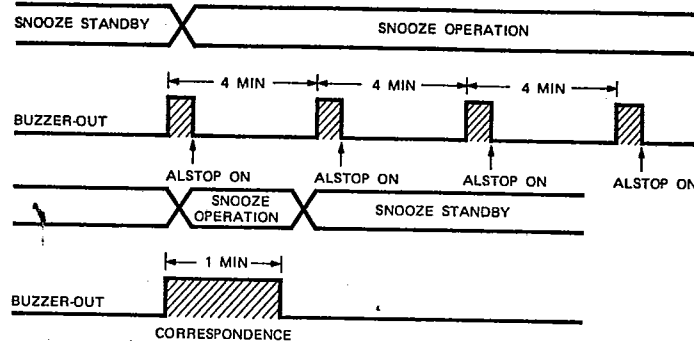 SNOOZE STANDBY SNOOZE OPERATION
4 MIN 4 MIN 4 MIN
BUZZER-OUT
ALSTOP ON ALSTOP ON ALSTOP ON ALSTOP ON
SNOOZE
OPERATION
SNOOZE STANDBY
1 MIN
BUZZER-OUT
CORRESPONDENCE